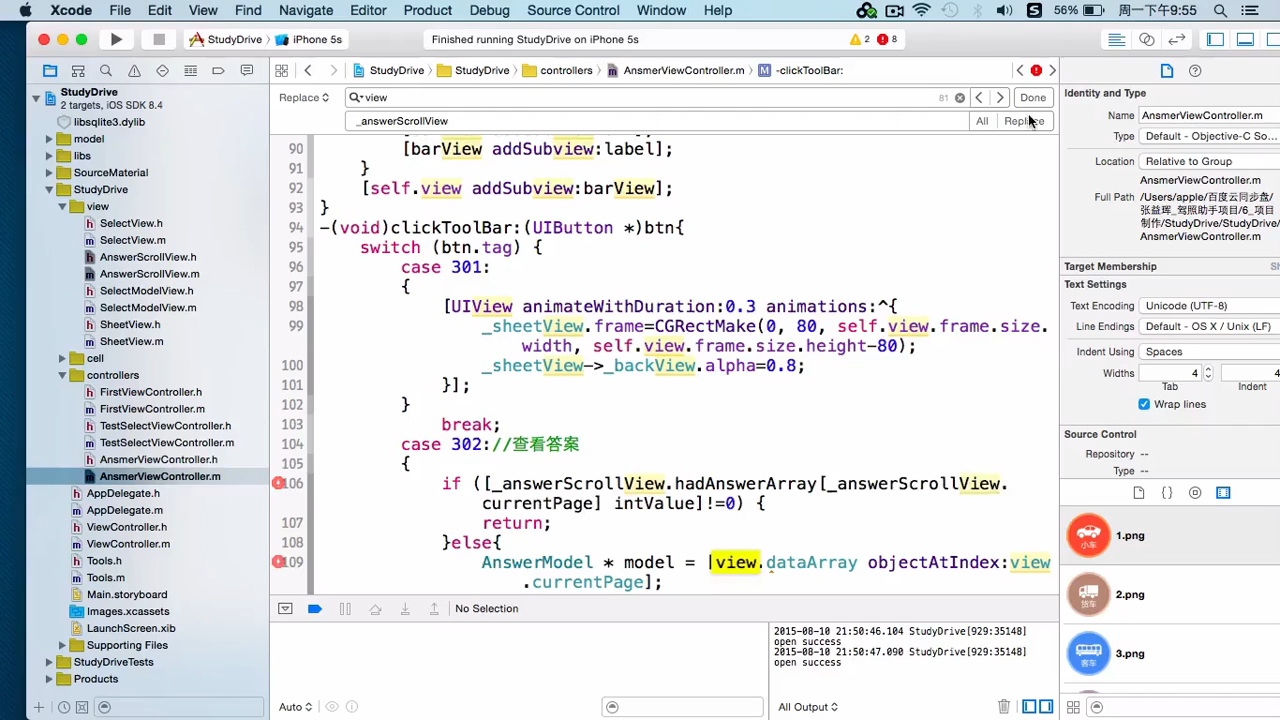 Xcode File Edit View Find Navigate Editor Product Debug Source Control Window Help 56% 周一下午9:55
StudyDrive iPhone 5s Finished running StudyDrive on iPhone 5s 2 8
StudyDrive StudyDrive controllers AnsmerViewController.m M -clickToolBar:
Replace view 81 Done
_answerScrollView All Replace
StudyDrive
2 targets, iOS SDK 8.4
libsqlite3.dylib
model
libs
SourceMaterial
StudyDrive
view
h SelectView.h
m SelectView.m
h AnswerScrollView.h
m AnswerScrollView.m
h SelectModelView.h
m SelectModelView.m
h SheetView.h
m SheetView.m
cell
controllers
h FirstViewController.h
m FirstViewController.m
h TestSelectViewController.h
m TestSelectViewController.m
h AnsmerViewController.h
m AnsmerViewController.m
h AppDelegate.h
m AppDelegate.m
h ViewController.h
m ViewController.m
h Tools.h
m Tools.m
Main.storyboard
Images.xcassets
LaunchScreen.xib
Supporting Files
StudyDriveTests
Products
90 [barView addSubview:label];
91 }
92 [self.view addSubview:barView];
93 }
94 -(void)clickToolBar:(UIButton *)btn{
95 switch (btn.tag) {
96 case 301:
97 {
98 [UIView animateWithDuration:0.3 animations:^{
99 _sheetView.frame=CGRectMake(0, 80, self.view.frame.size.
width, self.view.frame.size.height-80);
100 _sheetView->_backView.alpha=0.8;
101 }];
102 }
103 break;
104 case 302://查看答案
105 {
106 if ([_answerScrollView.hadAnswerArray[_answerScrollView.
currentPage] intValue]!=0) {
107 return;
108 }else{
109 AnswerModel * model = [view.dataArray objectAtIndex:view
.currentPage];
No Selection
2015-08-10 21:50:46.104 StudyDrive[929:35148]
open success
2015-08-10 21:50:47.090 StudyDrive[929:35148]
open success
Auto All Output
Identity and Type
Name AnsmerViewController.m
Type Default - Objective-C So...
Location Relative to Group
AnsmerViewController.m
Full Path /Users/apple/百度云同步盘/
张益珲_驾照助手项目/6_项目
制作/StudyDrive/StudyDrive/
AnsmerViewController.m
Target Membership
Text Settings
Text Encoding Unicode (UTF-8)
Line Endings Default - OS X / Unix (LF)
Indent Using Spaces
Widths 4 4
Tab Indent
Wrap lines
Source Control
Repository --
Type --
小车 1.png
货车 2.png
客车 3.png